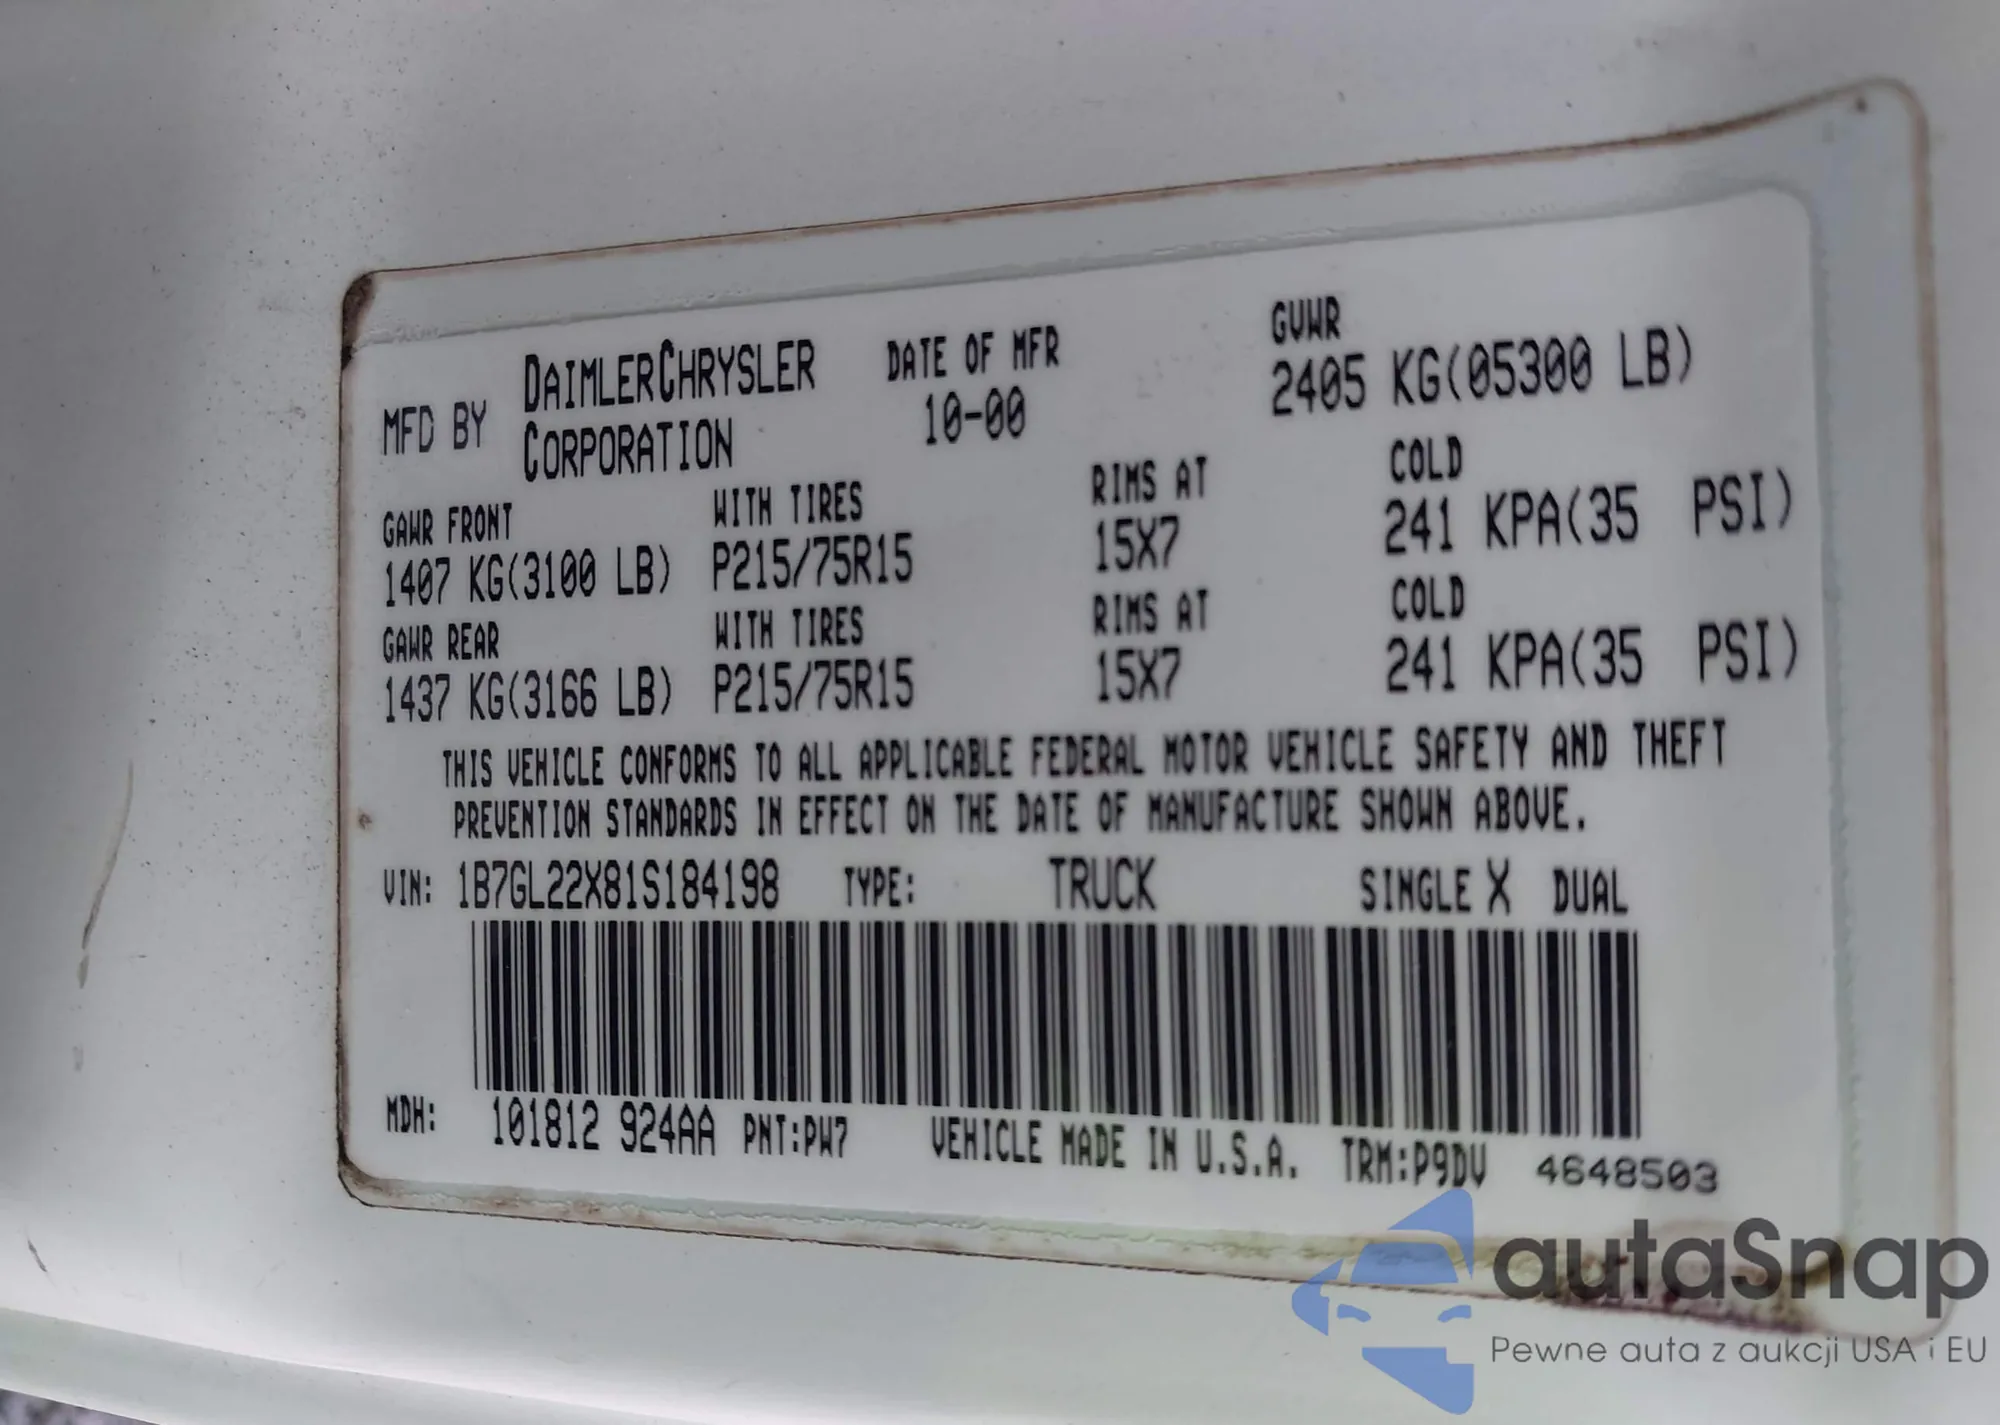 MFD BY DAIMLERCHRYSLER CORPORATION DATE OF MFR 10-00 GVWR 2405 KG(05300 LB)
GAWR FRONT WITH TIRES RIMS AT COLD
1407 KG(3100 LB) P215/75R15 15X7 241 KPA(35 PSI)
GAWR REAR WITH TIRES RIMS AT COLD
1437 KG(3166 LB) P215/75R15 15X7 241 KPA(35 PSI)
THIS VEHICLE CONFORMS TO ALL APPLICABLE FEDERAL MOTOR VEHICLE SAFETY AND THEFT
PREVENTION STANDARDS IN EFFECT ON THE DATE OF MANUFACTURE SHOWN ABOVE.
VIN: 1B7GL22X81S184198 TYPE: TRUCK SINGLE X DUAL
MDH: 101812 924AA PNT:PW7 VEHICLE MADE IN U.S.A. TRM:P9DV 4648503
autaSnap
Pewne auta z aukcji USA i EU